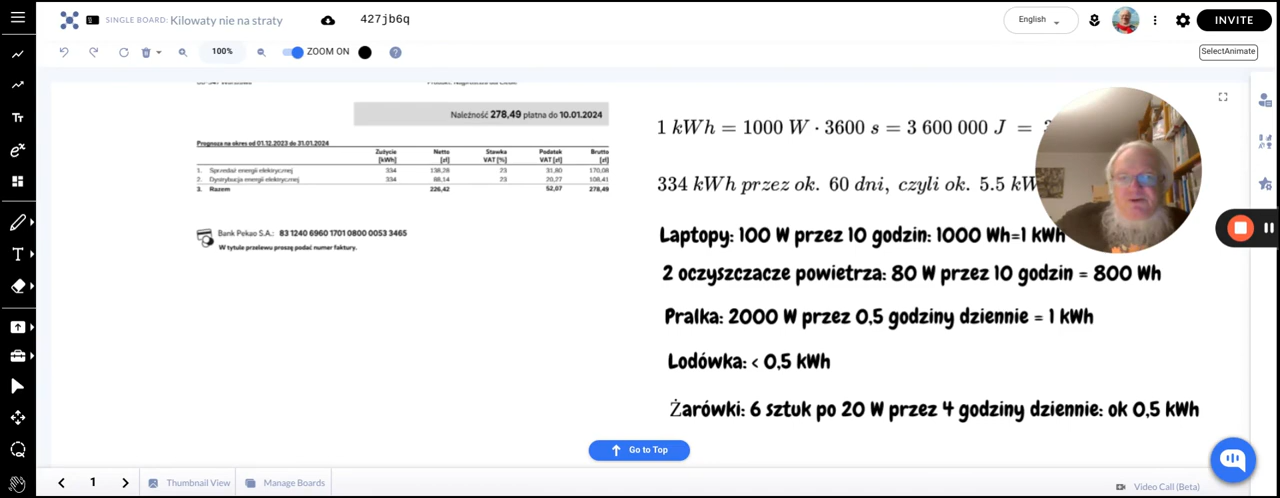 SINGLE BOARD: Kilowaty nie na straty
427jb6q
English
INVITE
100%
ZOOM ON
SelectAnimate
Należność 278,49 płatna do 10.01.2024
Prognoza na okres od 01.12.2023 do 31.01.2024
Zużycie [kWh] Netto [zł] Stawka VAT [%] Podatek VAT [zł] Brutto [zł]
1. Sprzedaż energii elektrycznej 334 138,28 23 31,80 170,08
2. Dystrybucja energii elektrycznej 334 88,14 23 20,27 108,41
3. Razem 226,42 52,07 278,49
Bank Pekao S.A.: 83 1240 6960 1701 0800 0053 3465
W tytule przelewu proszę podać numer faktury.
1 kWh = 1000 W · 3600 s = 3 600 000 J =
334 kWh przez ok. 60 dni, czyli ok. 5.5 kW
Laptopy: 100 W przez 10 godzin: 1000 Wh=1 kWh
2 oczyszczacze powietrza: 80 W przez 10 godzin = 800 Wh
Pralka: 2000 W przez 0,5 godziny dziennie = 1 kWh
Lodówka: < 0,5 kWh
Żarówki: 6 sztuk po 20 W przez 4 godziny dziennie: ok 0,5 kWh
Go to Top
1
Thumbnail View
Manage Boards
Video Call (Beta)